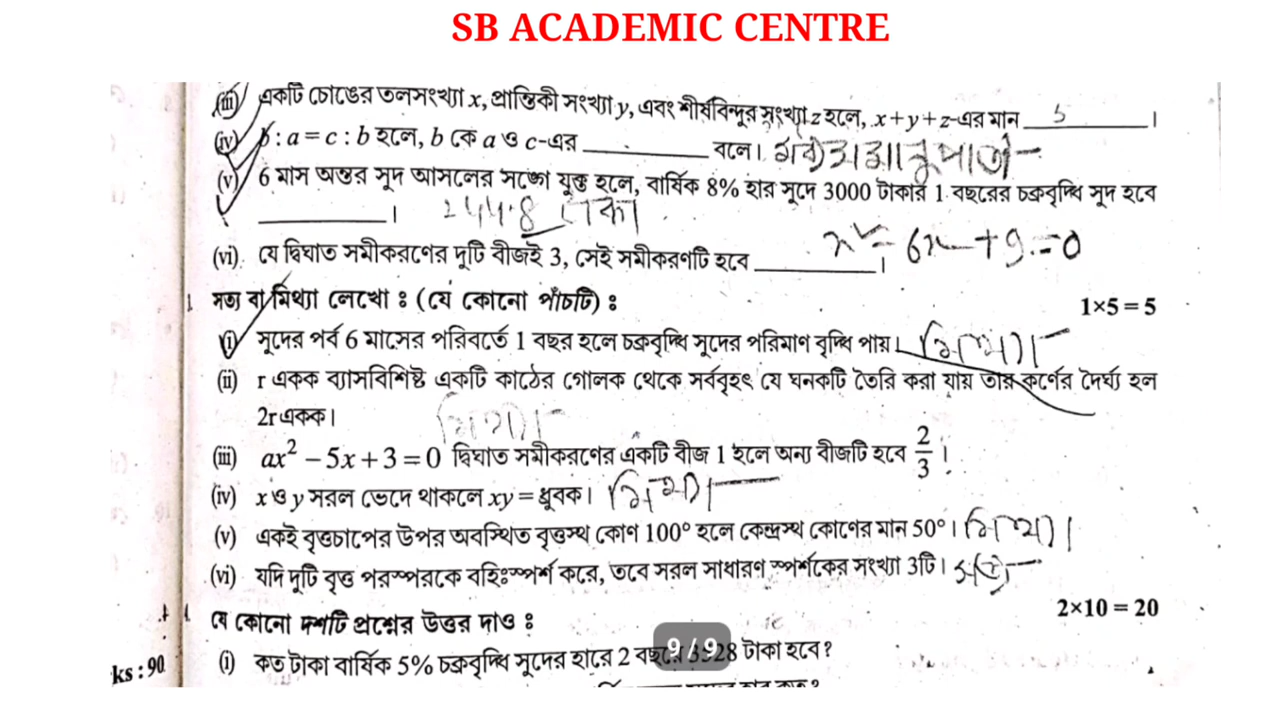 SB ACADEMIC CENTRE
(iii) একটি চোঙের তলসংখ্যা x, প্রান্তিকী সংখ্যা y, এবং শীর্ষবিন্দুর সংখ্যা z হলে, x + y + z-এর মান ____________ । 5
(iv) b : a = c : b হলে, b কে a ও c-এর ____________ বলে। মধ্যসমানুপাতী
(v) 6 মাস অন্তর সুদ আসলের সঙ্গে যুক্ত হলে, বার্ষিক 8% হার সুদে 3000 টাকার 1 বছরের চক্রবৃদ্ধি সুদ হবে
____________ । টাকা
(vi) যে দ্বিঘাত সমীকরণের দুটি বীজই 3, সেই সমীকরণটি হবে ____________ । x² - 6x + 9 = 0
সত্য বা মিথ্যা লেখো : (যে কোনো পাঁচটি) : 1×5 = 5
(i) সুদের পর্ব 6 মাসের পরিবর্তে 1 বছর হলে চক্রবৃদ্ধি সুদের পরিমাণ বৃদ্ধি পায়। মিথ্যা
(ii) r একক ব্যাসবিশিষ্ট একটি কাঠের গোলক থেকে সর্ববৃহৎ যে ঘনকটি তৈরি করা যায় তার কর্ণের দৈর্ঘ্য হল
2r একক। মিথ্যা
(iii) ax² – 5x + 3 = 0 দ্বিঘাত সমীকরণের একটি বীজ 1 হলে অন্য বীজটি হবে 2/3 ।
(iv) x ও y সরল ভেদে থাকলে xy = ধ্রুবক। মিথ্যা
(v) একই বৃত্তচাপের উপর অবস্থিত বৃত্তস্থ কোণ 100° হলে কেন্দ্রস্থ কোণের মান 50°। মিথ্যা
(vi) যদি দুটি বৃত্ত পরস্পরকে বহিঃস্পর্শ করে, তবে সরল সাধারণ স্পর্শকের সংখ্যা 3টি। সত্য
যে কোনো দশটি প্রশ্নের উত্তর দাও : 2×10 = 20
ks : 90 (i) কত টাকা বার্ষিক 5% চক্রবৃদ্ধি সুদের হারে 2 বছরে 3528 টাকা হবে?
9 / 9